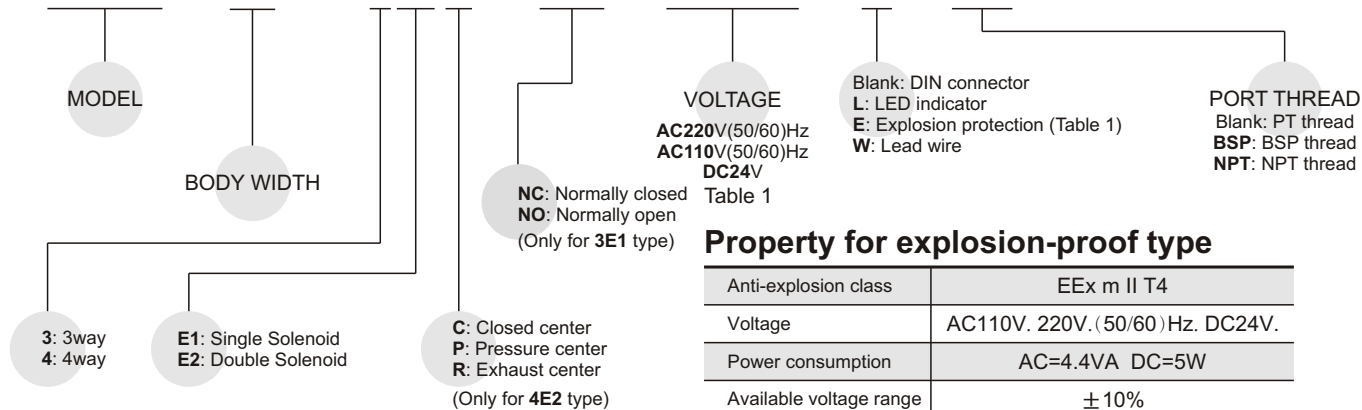 MODEL
BODY WIDTH
3: 3way
4: 4way
E1: Single Solenoid
E2: Double Solenoid
C: Closed center
P: Pressure center
R: Exhaust center
(Only for 4E2 type)
NC: Normally closed
NO: Normally open
(Only for 3E1 type)
VOLTAGE
AC220V(50/60)Hz
AC110V(50/60)Hz
DC24V
Blank: DIN connector
L: LED indicator
E: Explosion protection (Table 1)
W: Lead wire
PORT THREAD
Blank: PT thread
BSP: BSP thread
NPT: NPT thread
Table 1
Property for explosion-proof type
Anti-explosion class EEx m II T4
Voltage AC110V. 220V.(50/60)Hz. DC24V.
Power consumption AC=4.4VA DC=5W
Available voltage range ±10%